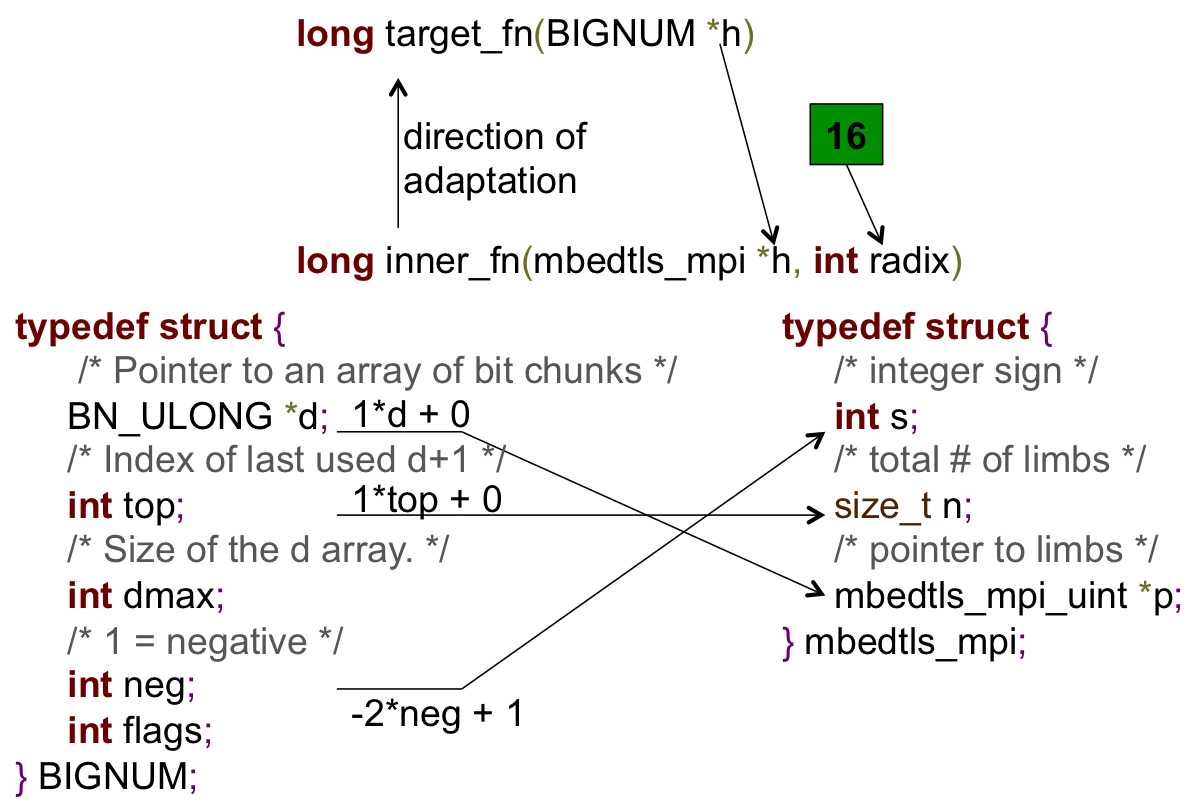 long target_fn(BIGNUM *h)
direction of
adaptation
16
long inner_fn(mbedtls_mpi *h, int radix)
typedef struct {
/* Pointer to an array of bit chunks */
BN_ULONG *d;
1*d + 0
/* Index of last used d+1 */
int top;
1*top + 0
/* Size of the d array. */
int dmax;
/* 1 = negative */
int neg;
-2*neg + 1
int flags;
} BIGNUM;
typedef struct {
/* integer sign */
int s;
/* total # of limbs */
size_t n;
/* pointer to limbs */
mbedtls_mpi_uint *p;
} mbedtls_mpi;